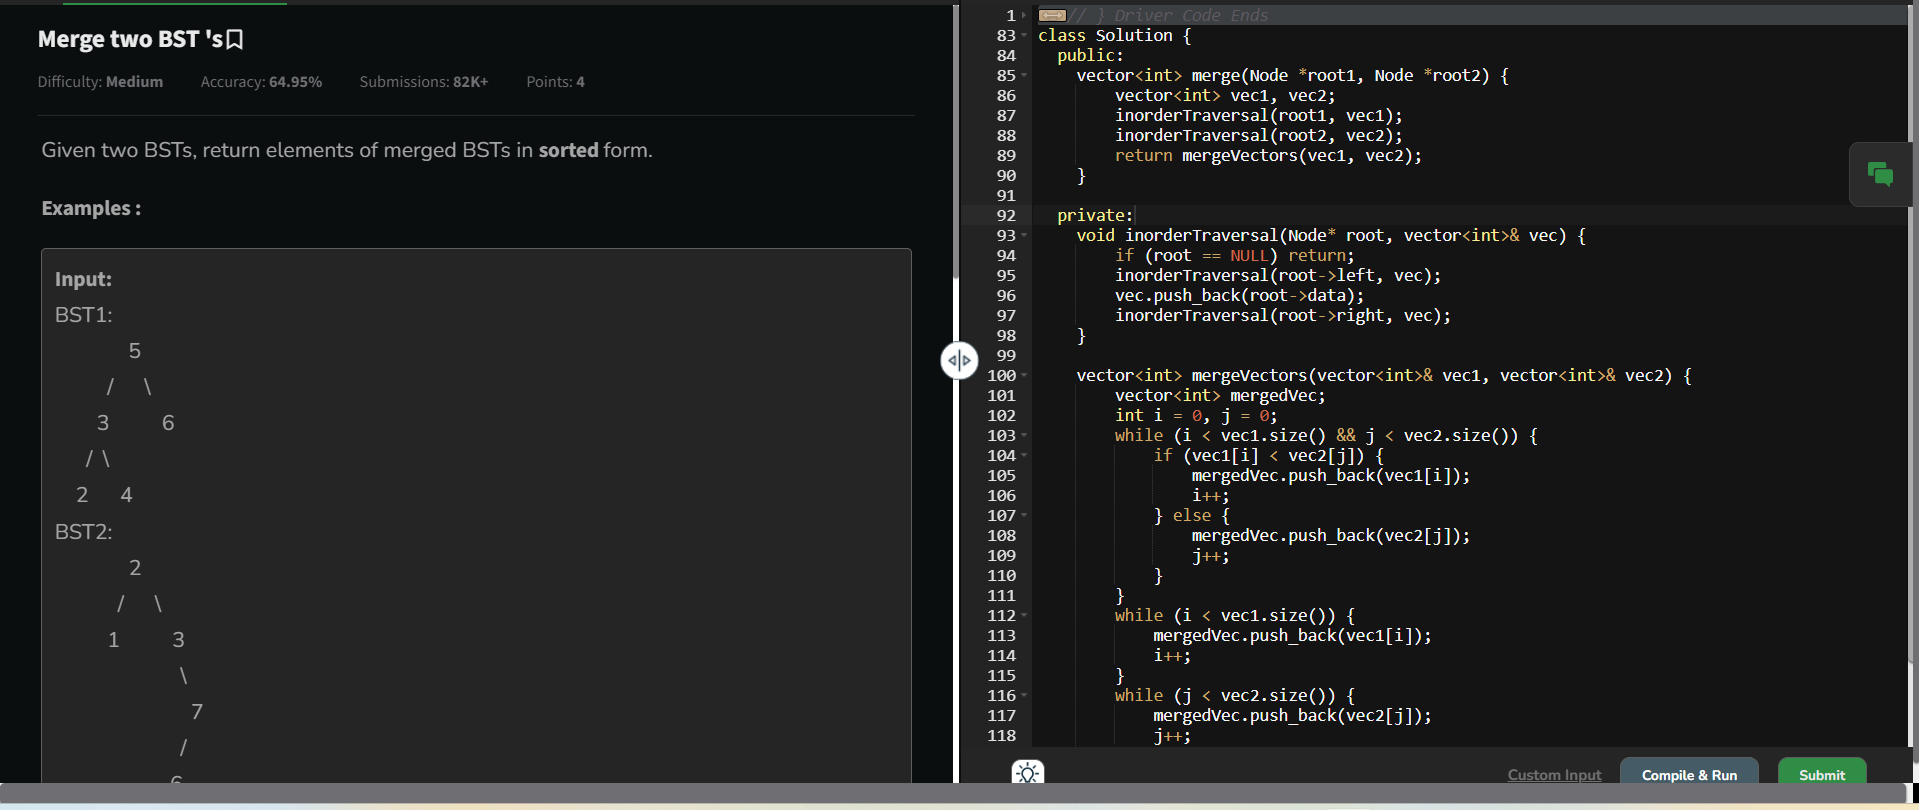 Merge two BST 's
Difficulty: Medium Accuracy: 64.95% Submissions: 82K+ Points: 4
Given two BSTs, return elements of merged BSTs in sorted form.
Examples :
Input:
BST1:
5
/ \
3 6
/ \
2 4
BST2:
2
/ \
1 3
\
7
/
6
1 // } Driver Code Ends
83 class Solution {
84 public:
85 vector<int> merge(Node *root1, Node *root2) {
86 vector<int> vec1, vec2;
87 inorderTraversal(root1, vec1);
88 inorderTraversal(root2, vec2);
89 return mergeVectors(vec1, vec2);
90 }
91
92 private:
93 void inorderTraversal(Node* root, vector<int>& vec) {
94 if (root == NULL) return;
95 inorderTraversal(root->left, vec);
96 vec.push_back(root->data);
97 inorderTraversal(root->right, vec);
98 }
99
100 vector<int> mergeVectors(vector<int>& vec1, vector<int>& vec2) {
101 vector<int> mergedVec;
102 int i = 0, j = 0;
103 while (i < vec1.size() && j < vec2.size()) {
104 if (vec1[i] < vec2[j]) {
105 mergedVec.push_back(vec1[i]);
106 i++;
107 } else {
108 mergedVec.push_back(vec2[j]);
109 j++;
110 }
111 }
112 while (i < vec1.size()) {
113 mergedVec.push_back(vec1[i]);
114 i++;
115 }
116 while (j < vec2.size()) {
117 mergedVec.push_back(vec2[j]);
118 j++;
Custom Input Compile & Run Submit